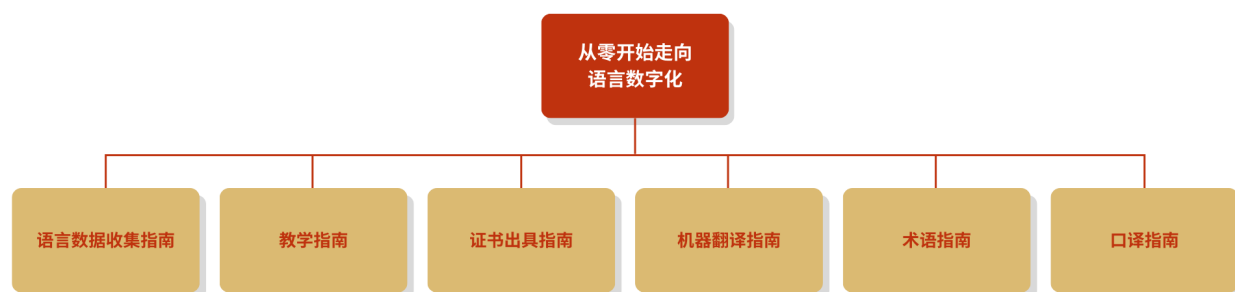 从零开始走向
语言数字化
语言数据收集指南
教学指南
证书出具指南
机器翻译指南
术语指南
口译指南